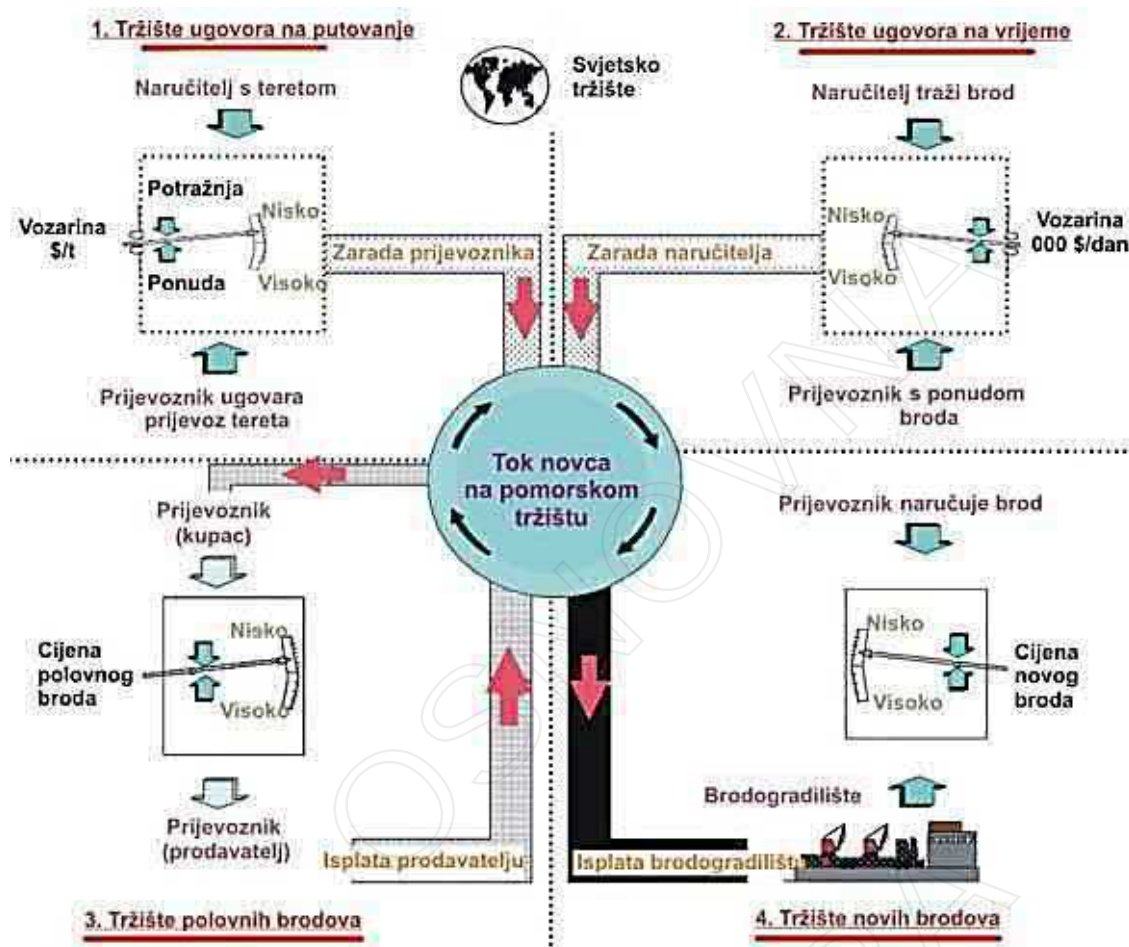 1. Tržište ugovora na putovanje
Naručitelj s teretom
Potražnja
Nisko
Vozarina
$/t
Ponuda
Visoko
Zarada prijevoznika
Prijevoznik ugovara
prijevoz tereta
Svjetsko
tržište
2. Tržište ugovora na vrijeme
Naručitelj traži brod
Nisko
Vozarina
000 $/dan
Visoko
Zarada naručitelja
Prijevoznik s ponudom
broda
Tok novca
na pomorskom
tržištu
Prijevoznik
(kupac)
Nisko
Cijena
polovnog
broda
Visoko
Prijevoznik
(prodavatelj)
Isplata prodavatelju
3. Tržište polovnih brodova
Prijevoznik naručuje brod
Nisko
Cijena
novog
broda
Visoko
Brodogradilište
Isplata brodogradilištu
4. Tržište novih brodova
OSNOVNA